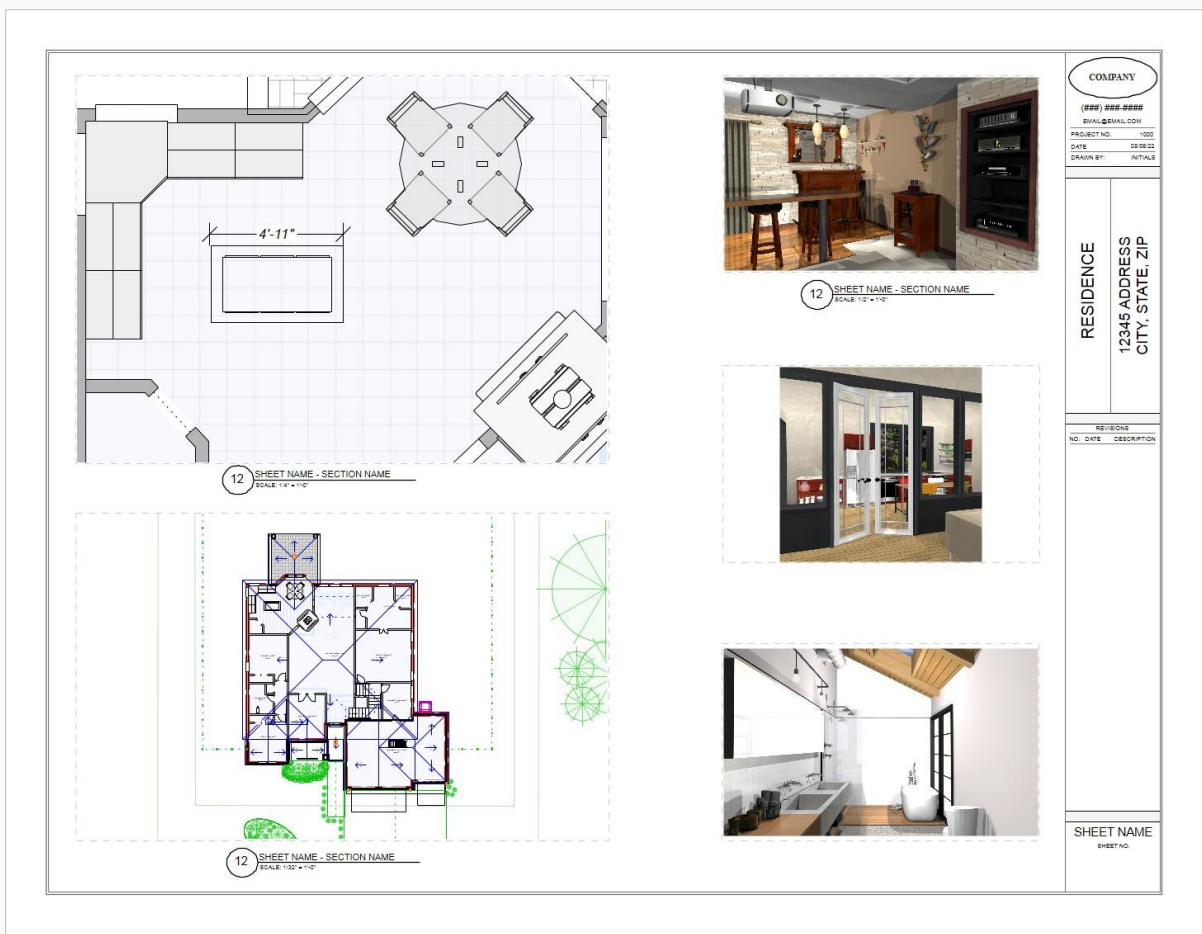 4'-11"
12
SHEET NAME - SECTION NAME
SCALE: 1/4" = 1'-0"
12
SHEET NAME - SECTION NAME
SCALE: 1/32" = 1'-0"
12
SHEET NAME - SECTION NAME
SCALE: 1/2" = 1'-0"
COMPANY
(###) ###-####
EMAIL@EMAIL.COM
PROJECT NO. 1000
DATE 08/08/22
DRAWN BY: INITIALS
RESIDENCE
12345 ADDRESS
CITY, STATE, ZIP
REVISIONS
NO. DATE DESCRIPTION
SHEET NAME
SHEET NO.